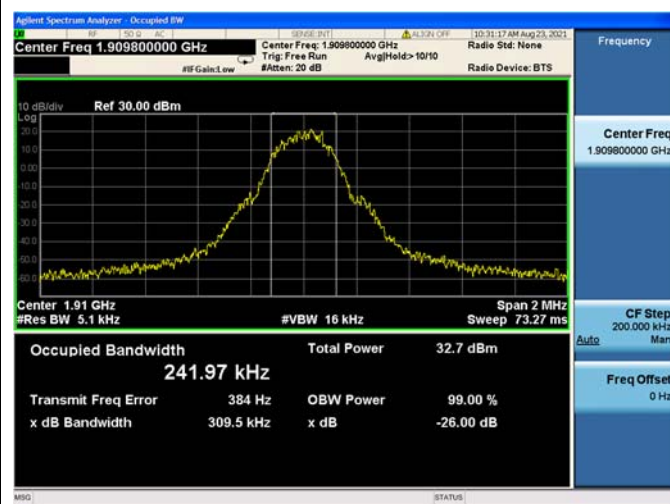 Agilent Spectrum Analyzer - Occupied BW
RF 50 Ω AC SENSE:INT ALIGN OFF 10:31:17 AM Aug 23, 2021
Center Freq 1.909800000 GHz
Center Freq: 1.909800000 GHz
Radio Std: None
Trig: Free Run Avg|Hold:> 10/10
#IFGain:Low #Atten: 20 dB Radio Device: BTS
10 dB/div Ref 30.00 dBm
Log
20.0
10.0
0.00
-10.0
-20.0
-30.0
-40.0
-50.0
-60.0
Center 1.91 GHz Span 2 MHz
#Res BW 5.1 kHz #VBW 16 kHz Sweep 73.27 ms
Occupied Bandwidth Total Power 32.7 dBm
241.97 kHz
Transmit Freq Error 384 Hz OBW Power 99.00 %
x dB Bandwidth 309.5 kHz x dB -26.00 dB
MSG STATUS
Frequency
Center Freq
1.909800000 GHz
CF Step
200.000 kHz
Auto Man
Freq Offset
0 Hz